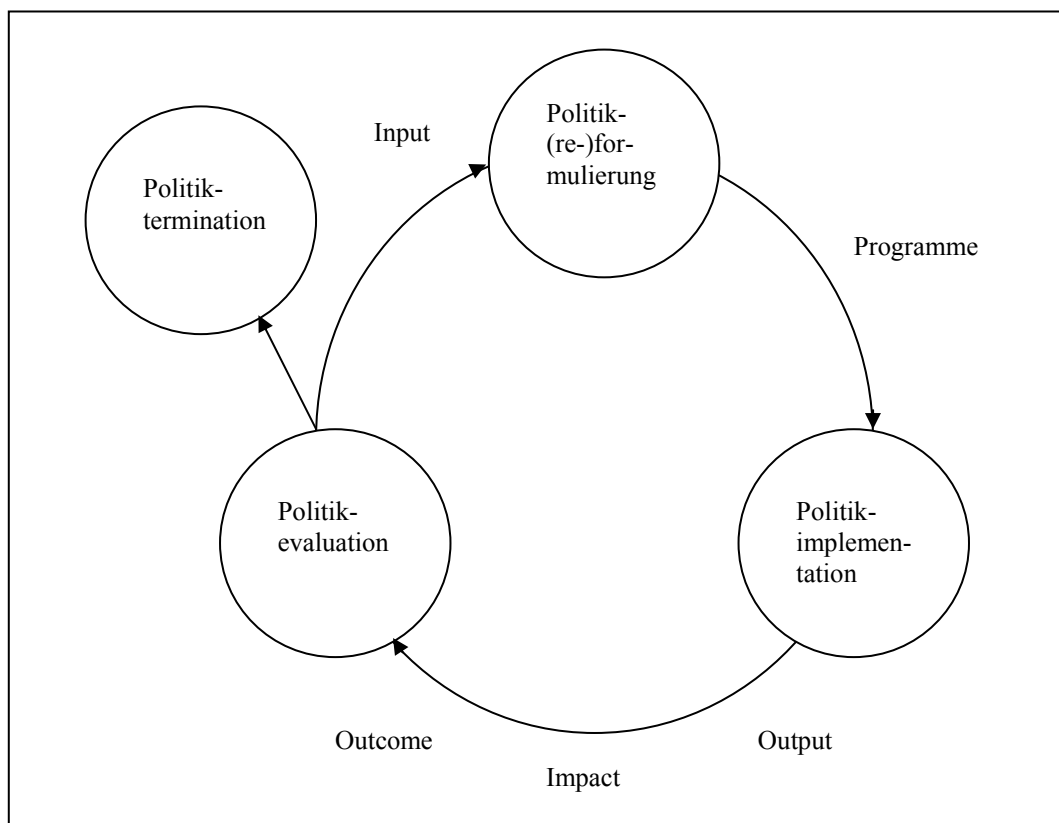 Politik-
(re-)for-
mulierung
Input
Politik-
termination
Programme
Politik-
evaluation
Politik-
implemen-
tation
Outcome
Output
Impact